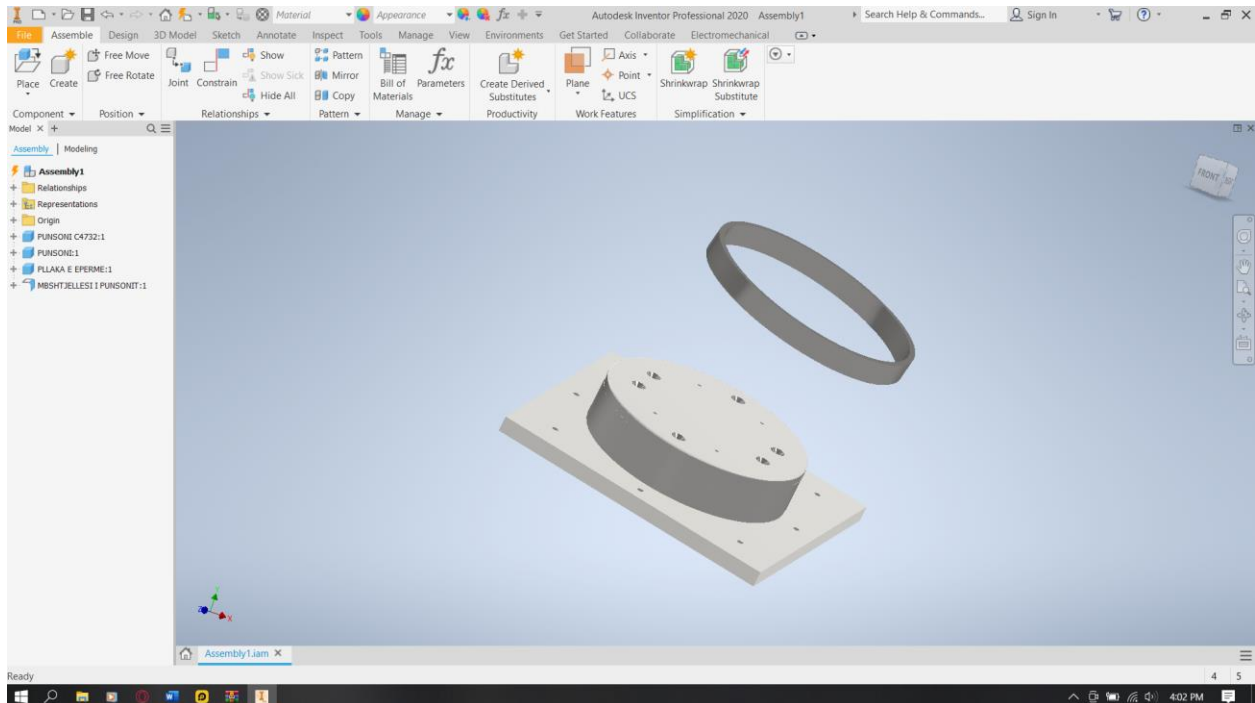 Material Appearance fx Autodesk Inventor Professional 2020 Assembly1 Search Help & Commands... Sign In
File Assemble Design 3D Model Sketch Annotate Inspect Tools Manage View Environments Get Started Collaborate Electromechanical
Place Create
Free Move
Free Rotate
Joint Constrain
Show
Show Sick
Hide All
Pattern
Mirror
Copy
Bill of Materials
fx
Parameters
Create Derived Substitutes
Plane
Axis
Point
UCS
Shrinkwrap Shrinkwrap Substitute
Component Position Relationships Pattern Manage Productivity Work Features Simplification
Model × +
Assembly | Modeling
Assembly1
Relationships
Representations
Origin
PUNSONI C4732:1
PUNSONI:1
PLLAKA E EPERME:1
MBSHTJELLESI I PUNSONIT:1
FRONT
Z X
Assembly1.iam ×
Ready 4 5
4:02 PM